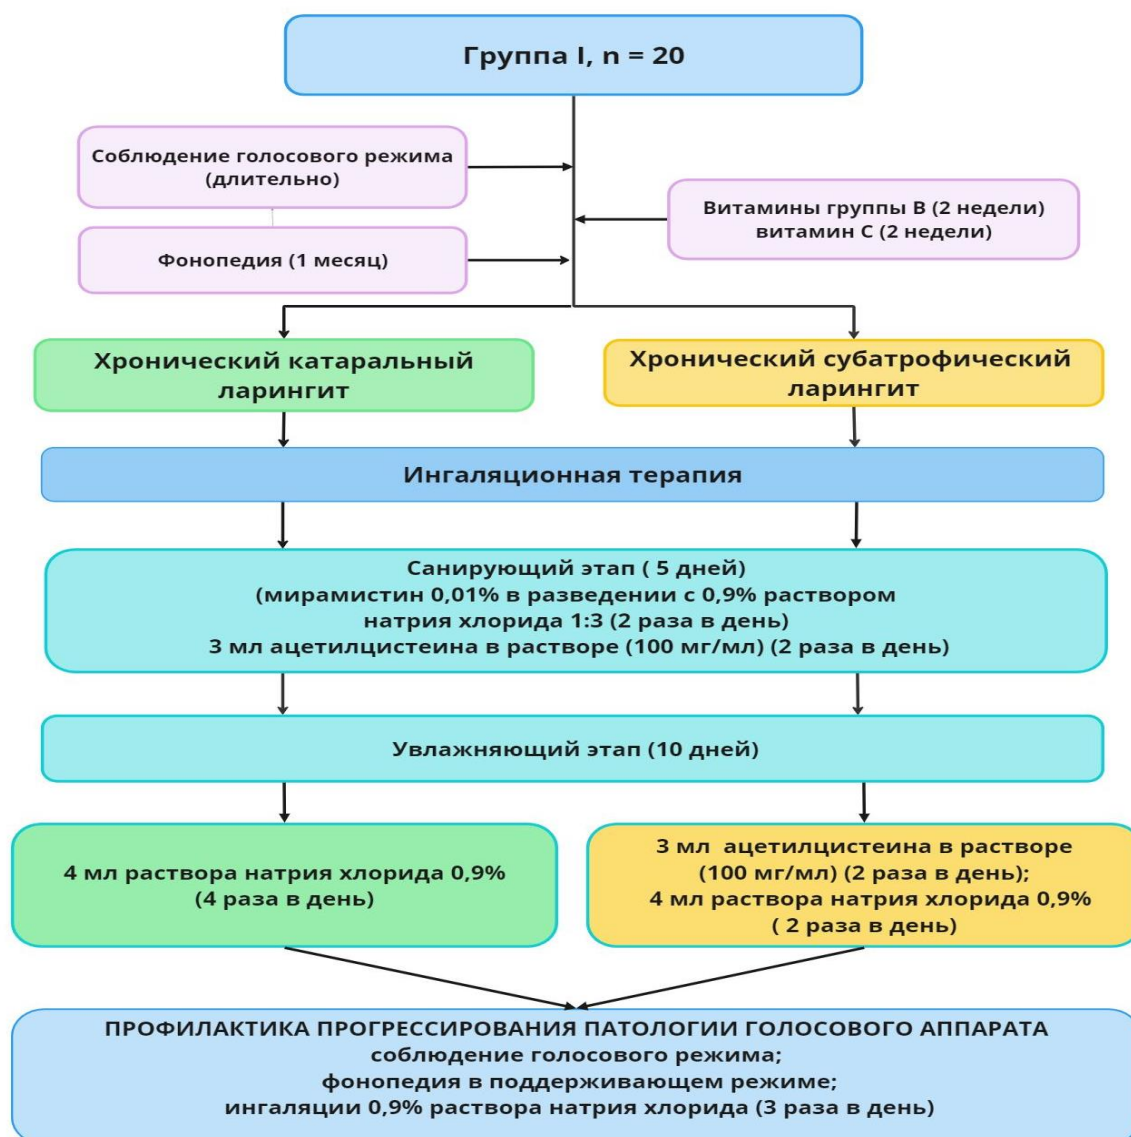 Группа I, n = 20
Соблюдение голосового режима
(длительно)
Витамины группы В (2 недели)
витамин С (2 недели)
Фонопедия (1 месяц)
Хронический катаральный
ларингит
Хронический субатрофический
ларингит
Ингаляционная терапия
Санирующий этап ( 5 дней)
(мирамистин 0,01% в разведении с 0,9% раствором
натрия хлорида 1:3 (2 раза в день)
3 мл ацетилцистеина в растворе (100 мг/мл) (2 раза в день)
Увлажняющий этап (10 дней)
4 мл раствора натрия хлорида 0,9%
(4 раза в день)
3 мл ацетилцистеина в растворе
(100 мг/мл) (2 раза в день);
4 мл раствора натрия хлорида 0,9%
( 2 раза в день)
ПРОФИЛАКТИКА ПРОГРЕССИРОВАНИЯ ПАТОЛОГИИ ГОЛОСОВОГО АППАРАТА
соблюдение голосового режима;
фонопедия в поддерживающем режиме;
ингаляции 0,9% раствора натрия хлорида (3 раза в день)